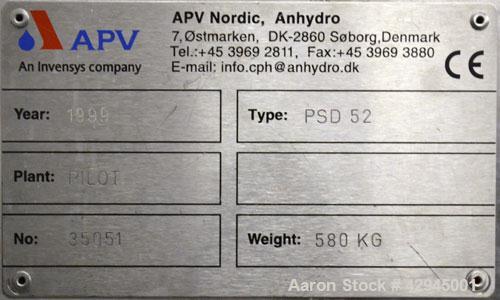 APV
An Invensys company
APV Nordic, Anhydro
7,Østmarken, DK-2860 Søborg,Denmark
Tel.:+45 3969 2811, Fax:+45 3969 3880
E-mail: info.cph@anhydro.dk
CE
Year: 1999
Type: PSD 52
Plant: PILOT
No: 35051
Weight: 580 KG
Aaron Stock # 42945001